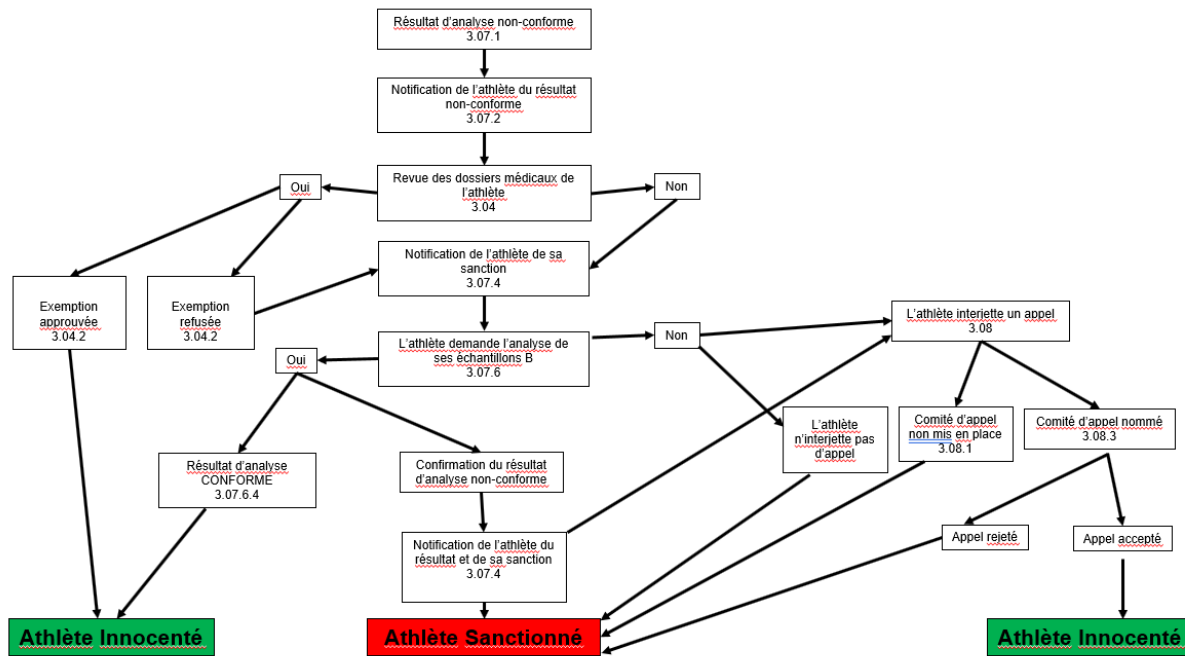 Résultat d'analyse non-conforme
3.07.1
Notification de l'athlète du résultat
non-conforme
3.07.2
Revue des dossiers médicaux de
l'athlète
3.04
Oui
Non
Notification de l'athlète de sa
sanction
3.07.4
Exemption
approuvée
3.04.2
Exemption
refusée
3.04.2
L'athlète demande l'analyse de
ses échantillons B
3.07.6
Oui
Non
L'athlète interjette un appel
3.08
L'athlète
n'interjette pas
d'appel
Comité d'appel
non mis en place
3.08.1
Comité d'appel nommé
3.08.3
Résultat d'analyse
CONFORME
3.07.6.4
Confirmation du résultat
d'analyse non-conforme
Notification de l'athlète du
résultat et de sa sanction
3.07.4
Appel rejeté
Appel accepté
Athlète Innocenté
Athlète Sanctionné
Athlète Innocenté